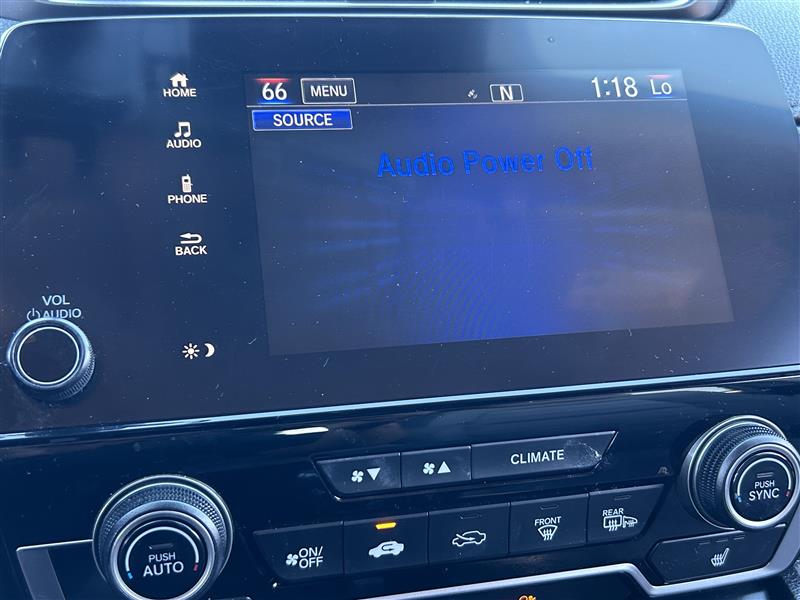 66 MENU N 1:18 Lo
SOURCE
Audio Power Off
HOME
AUDIO
PHONE
BACK
VOL
AUDIO
CLIMATE
PUSH
AUTO
ON/
OFF
FRONT
REAR
PUSH
SYNC